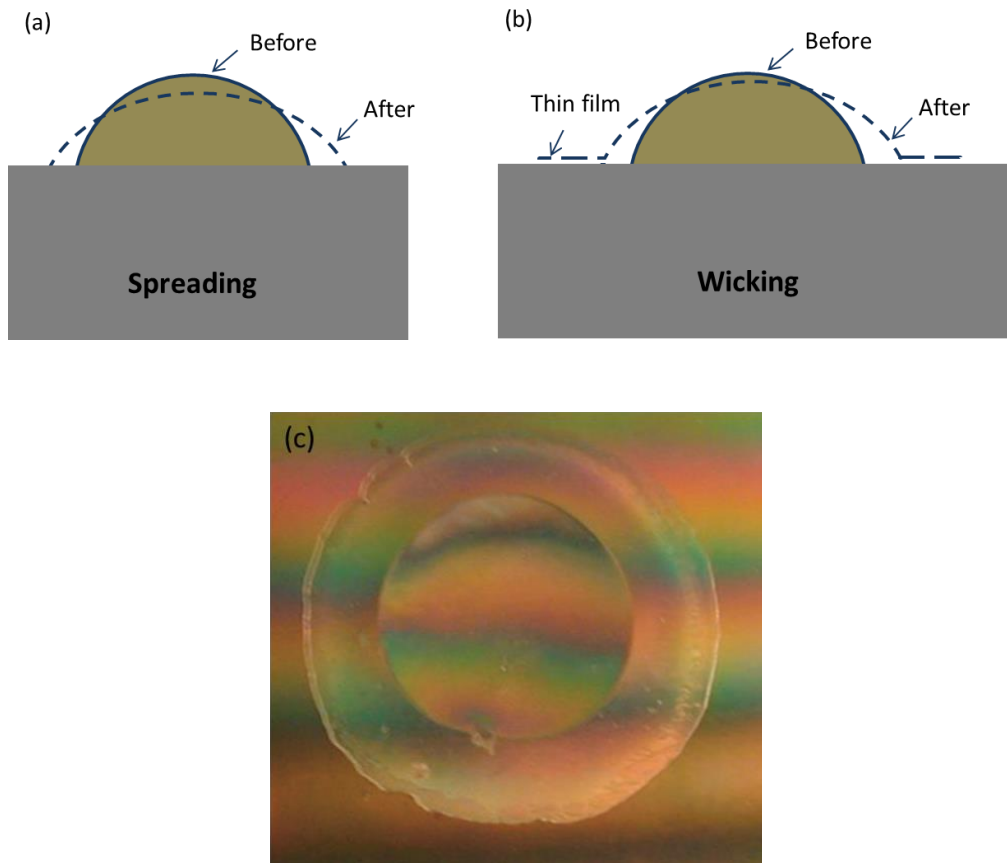 (a)
Before
After
Spreading
(b)
Before
Thin film
After
Wicking
(c)